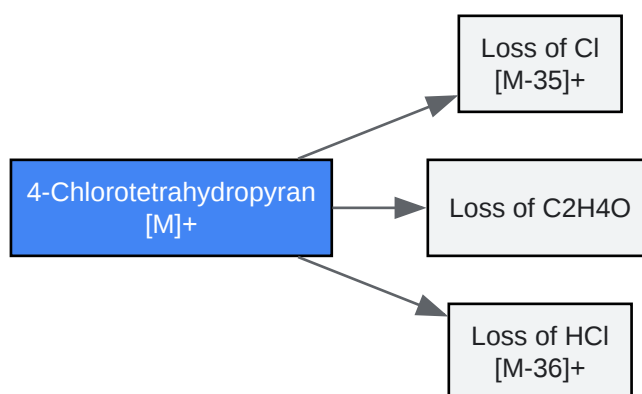 4-Chlorotetrahydropyran
[M]+
Loss of Cl
[M-35]+
Loss of C2H4O
Loss of HCl
[M-36]+